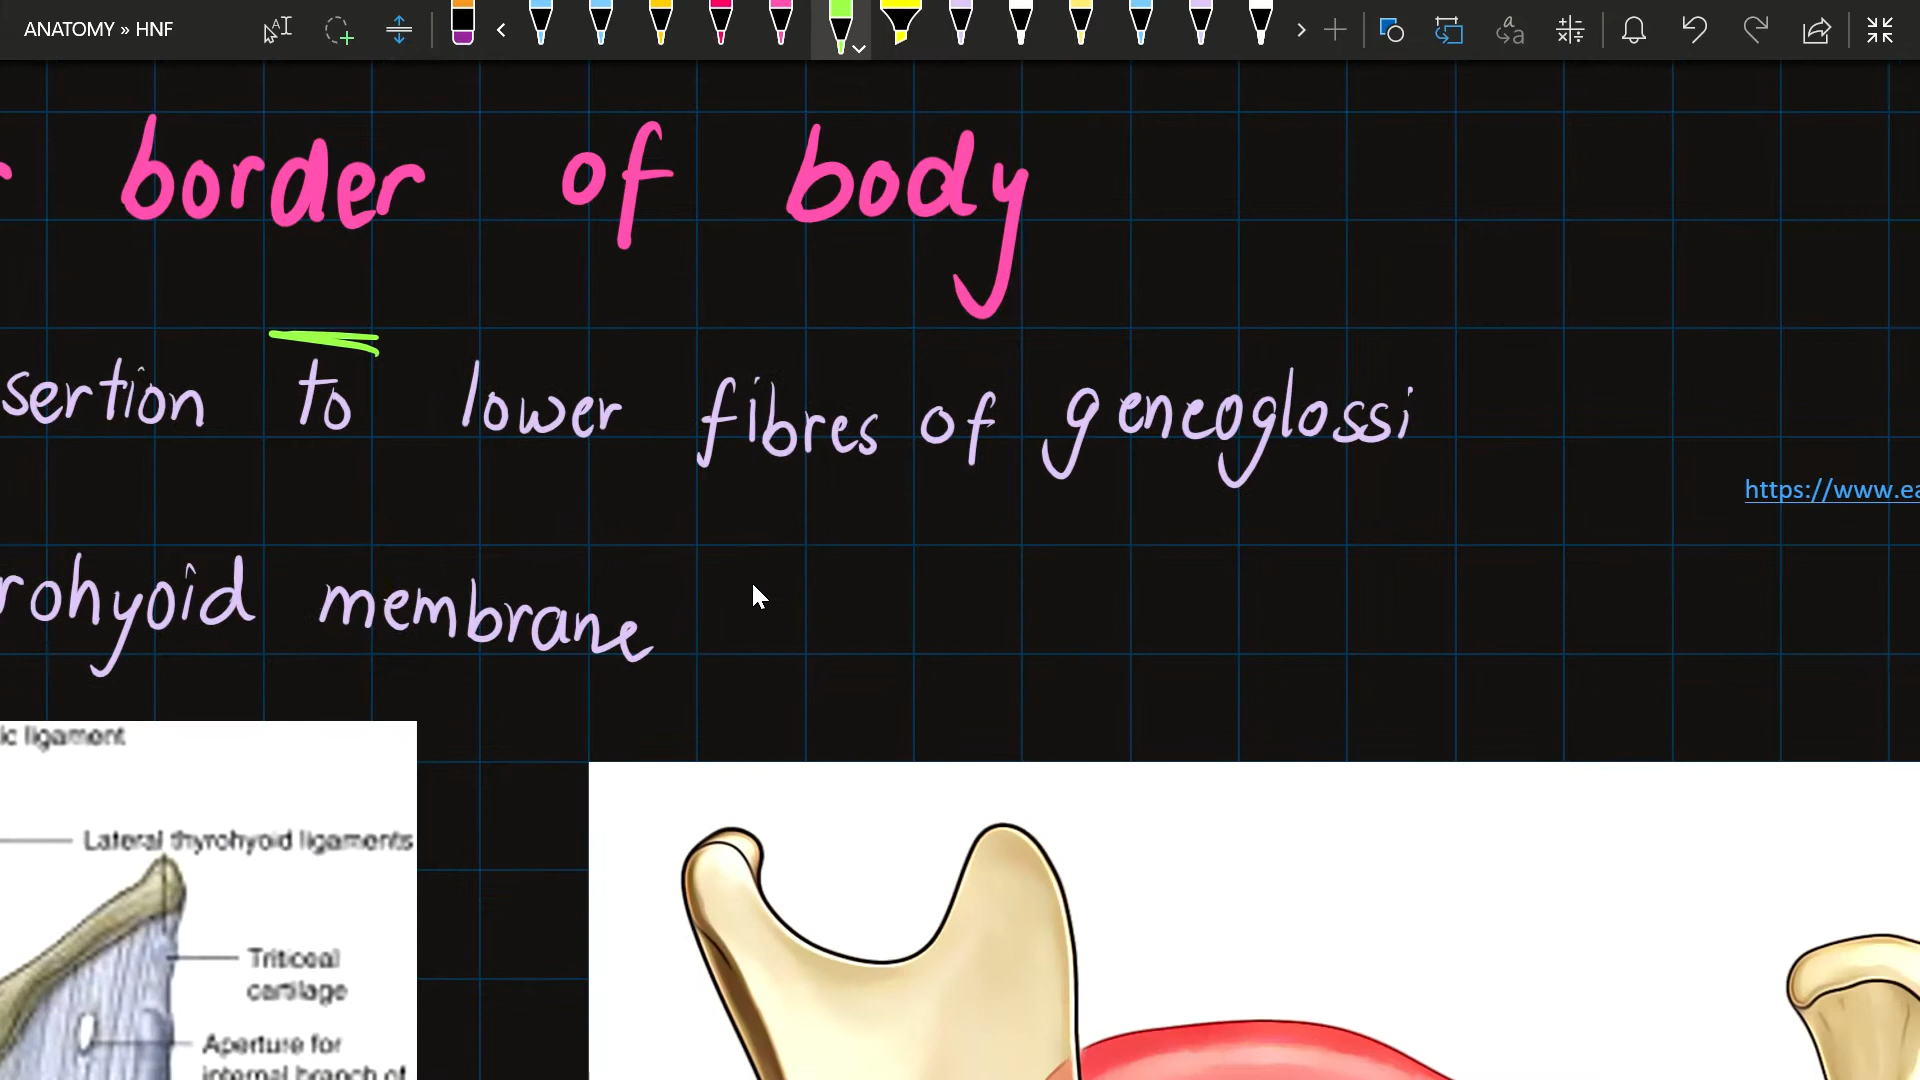 ANATOMY » HNF
border of body
sertion to lower fibres of geneoglossi
https://www.ea
rohyoid membrane
ic ligament
Lateral thyrohyoid ligaments
Triticeal
cartilage
Aperture for
internal branch of